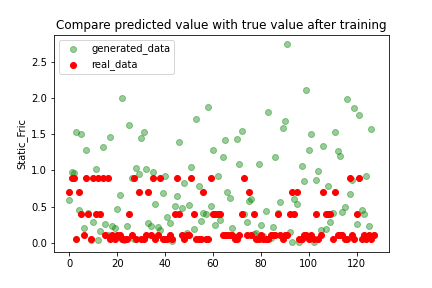 Compare predicted value with true value after training
generated_data
real_data
Static_Fric
2.5
2.0
1.5
1.0
0.5
0.0
0 20 40 60 80 100 120